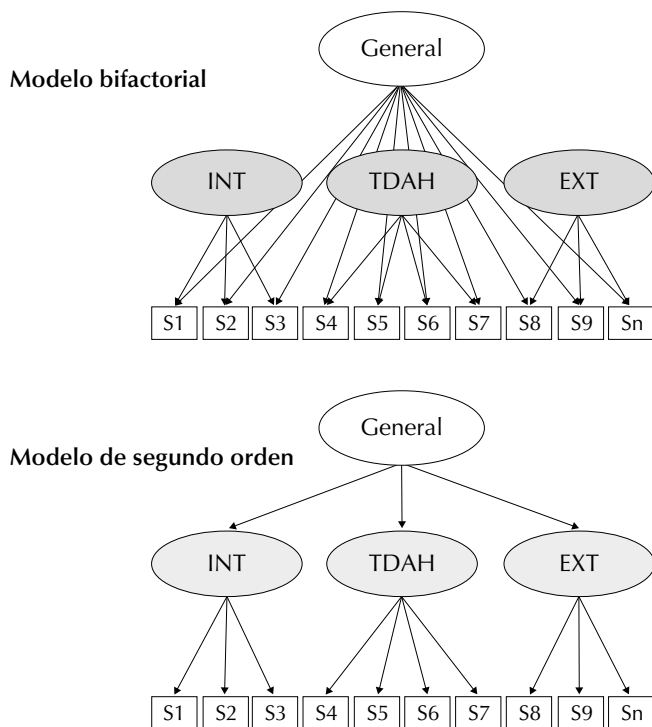 General
Modelo bifactorial
INT TDAH EXT
S1 S2 S3 S4 S5 S6 S7 S8 S9 Sn
General
Modelo de segundo orden
INT TDAH EXT
S1 S2 S3 S4 S5 S6 S7 S8 S9 Sn